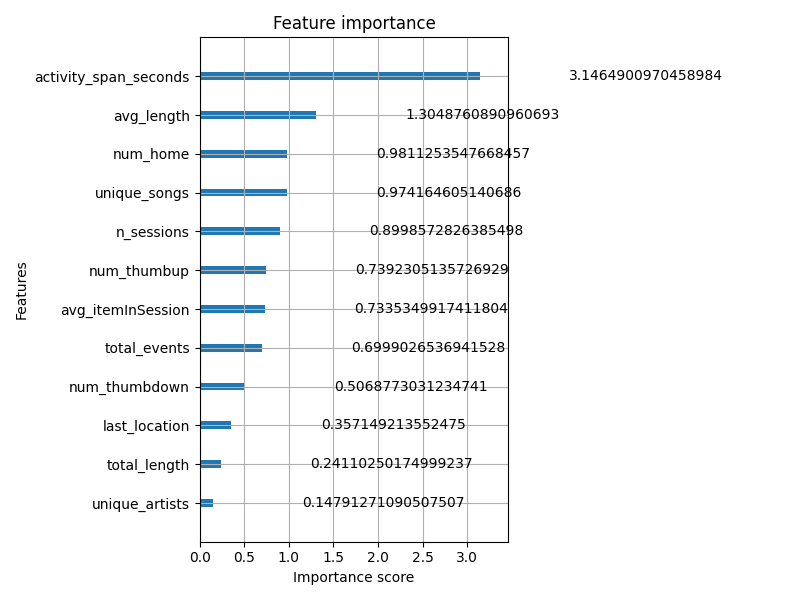 Feature importance
activity_span_seconds 3.1464900970458984
avg_length 1.3048760890960693
num_home 0.9811253547668457
unique_songs 0.974164605140686
n_sessions 0.8998572826385498
num_thumbup 0.7392305135726929
avg_itemInSession 0.7335349917411804
total_events 0.6999026536941528
num_thumbdown 0.5068773031234741
last_location 0.357149213552475
total_length 0.24110250174999237
unique_artists 0.14791271090507507
Features
0.0 0.5 1.0 1.5 2.0 2.5 3.0
Importance score